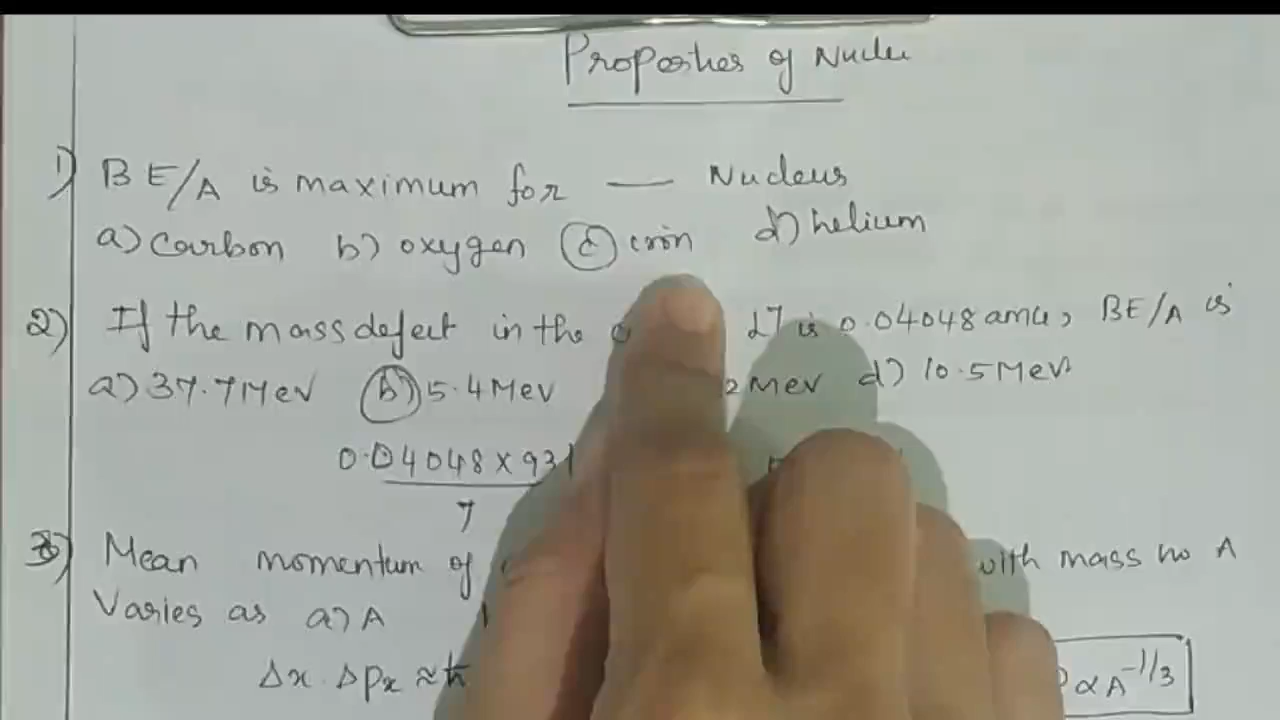 Properties of Nuclei
1) BE/A is maximum for — Nucleus
a) Carbon b) oxygen c) iron d) helium
2) If the mass defect in the is 0.04048 amu, BE/A is
a) 37.7 Mev b) 5.4 Mev 2 Mev d) 10.5 Mev
0.04048 x 931
7
3) Mean momentum of with mass no A
Varies as a) A
Δx . Δpx ≈ ħ ∝ A^-1/3